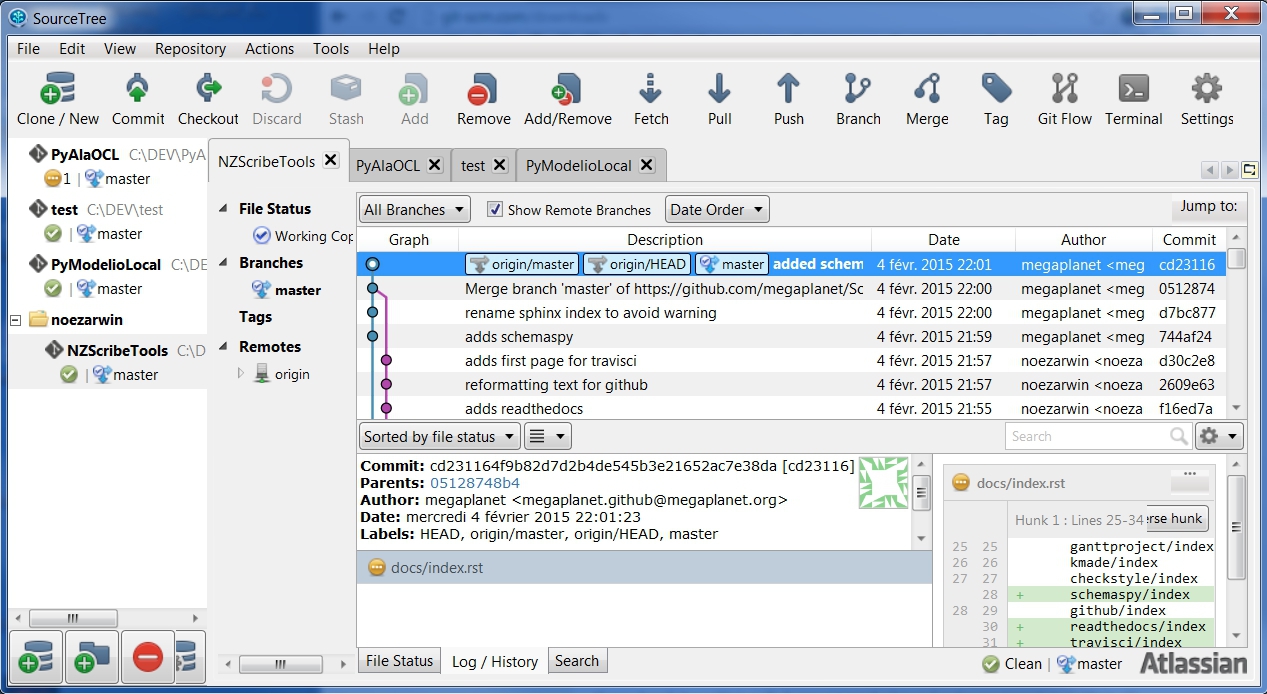 SourceTree
File Edit View Repository Actions Tools Help
Clone / New Commit Checkout Discard Stash Add Remove Add/Remove Fetch Pull Push Branch Merge Tag Git Flow Terminal Settings
PyAlaOCL C:\DEV\PyA
1 | master
test C:\DEV\test
| master
PyModelioLocal C:\DE
| master
noezarwin
NZScribeTools C:\D
| master
NZScribeTools PyAlaOCL test PyModelioLocal
File Status
Working Cop
Branches
master
Tags
Remotes
origin
All Branches Show Remote Branches Date Order Jump to:
Graph Description Date Author Commit
origin/master origin/HEAD master added schem 4 févr. 2015 22:01 megaplanet <meg cd23116
Merge branch 'master' of https://github.com/megaplanet/Sc 4 févr. 2015 22:00 megaplanet <meg 0512874
rename sphinx index to avoid warning 4 févr. 2015 22:00 megaplanet <meg d7bc877
adds schemaspy 4 févr. 2015 21:59 megaplanet <meg 744af24
adds first page for travisci 4 févr. 2015 21:57 noezarwin <noeza d30c2e8
reformatting text for github 4 févr. 2015 21:57 noezarwin <noeza 2609e63
adds readthedocs 4 févr. 2015 21:55 noezarwin <noeza f16ed7a
Sorted by file status Search
Commit: cd231164f9b82d7d2b4de545b3e21652ac7e38da [cd23116]
Parents: 05128748b4
Author: megaplanet <megaplanet.github@megaplanet.org>
Date: mercredi 4 février 2015 22:01:23
Labels: HEAD, origin/master, origin/HEAD, master
docs/index.rst
docs/index.rst
Hunk 1 : Lines 25-34 erse hunk
25 25 ganttproject/index
26 26 kmade/index
27 27 checkstyle/index
28 + schemaspy/index
28 29 github/index
30 + readthedocs/index
31 + travisci/index
File Status Log / History Search
Clean | master Atlassian